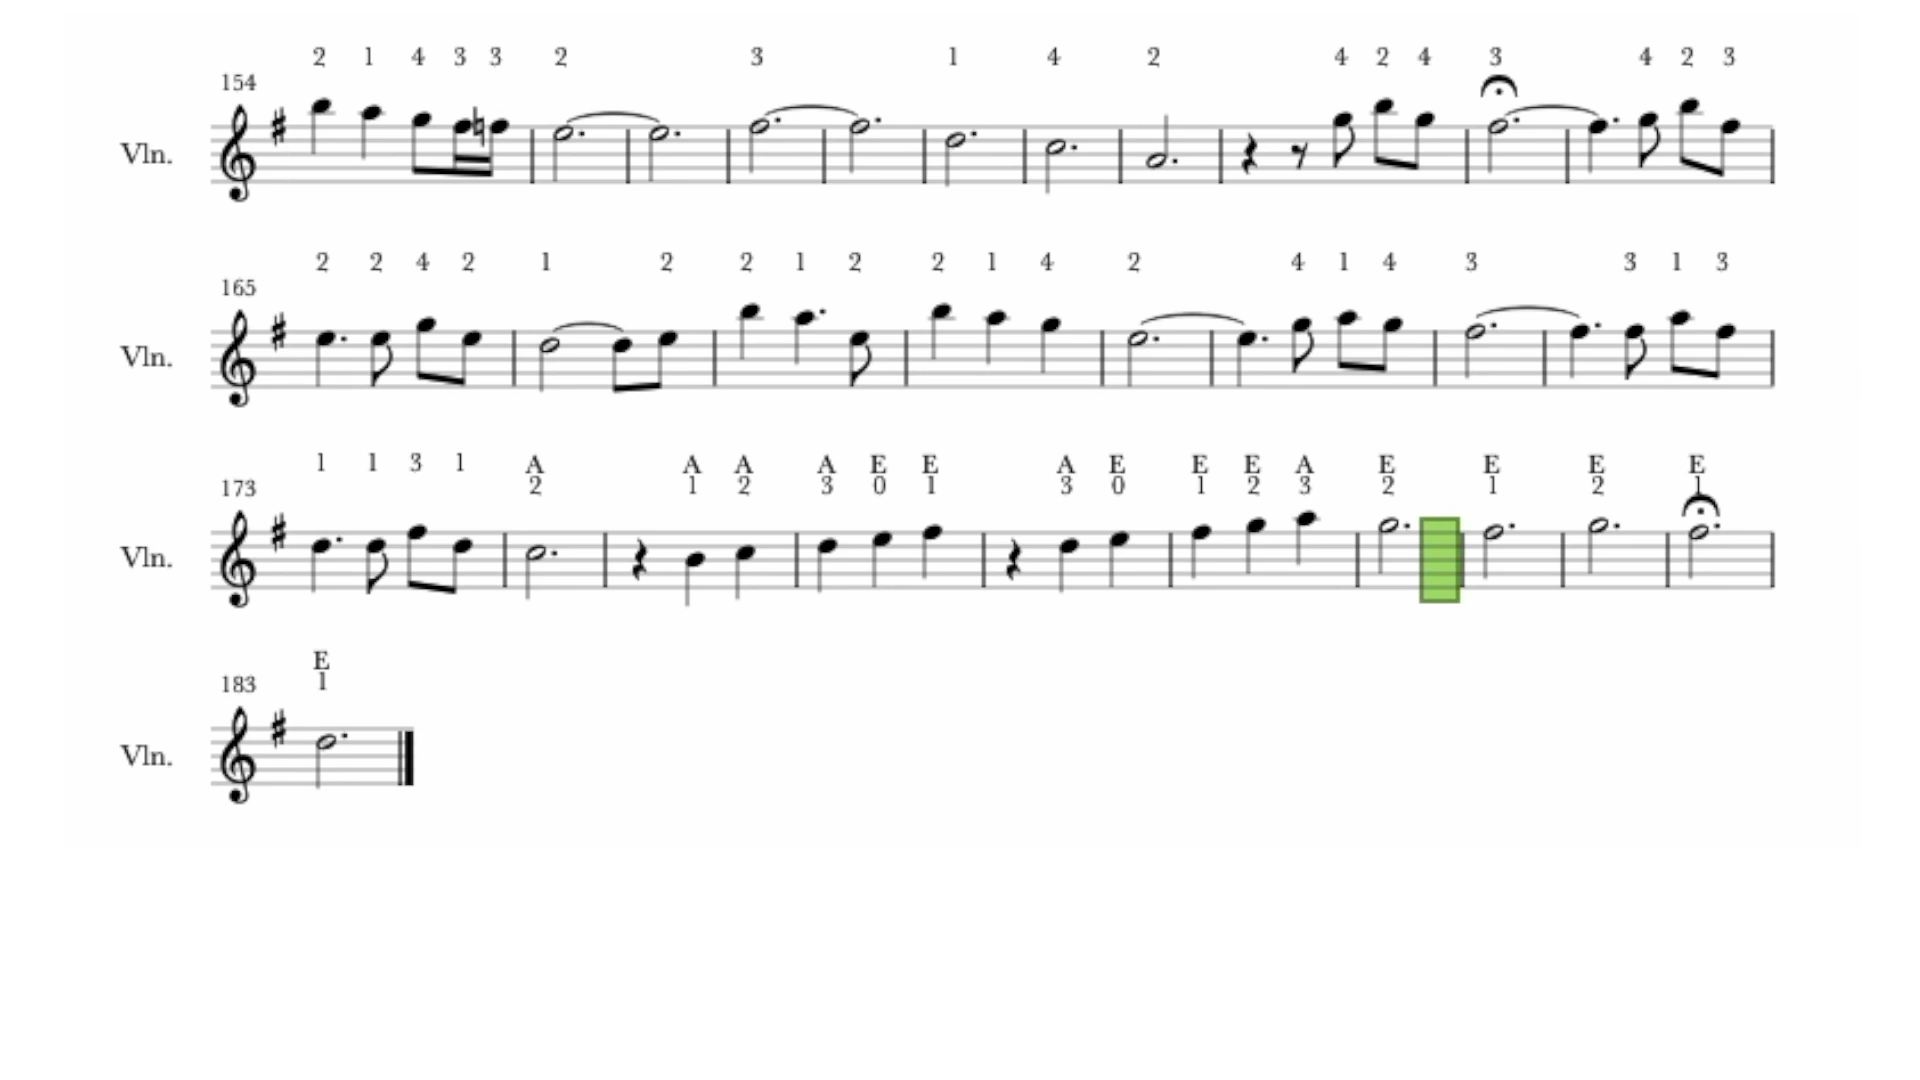 2 1 4 3 3 2 3 1 4 2 4 2 4 3 4 2 3
154
Vln.
2 2 4 2 1 2 2 1 2 2 1 4 2 4 1 4 3 3 1 3
165
Vln.
1 1 3 1 A A A A E E A E E E A E E E E
2 1 2 3 0 1 3 0 1 2 3 2 1 2 1
173
Vln.
E
183 1
Vln.